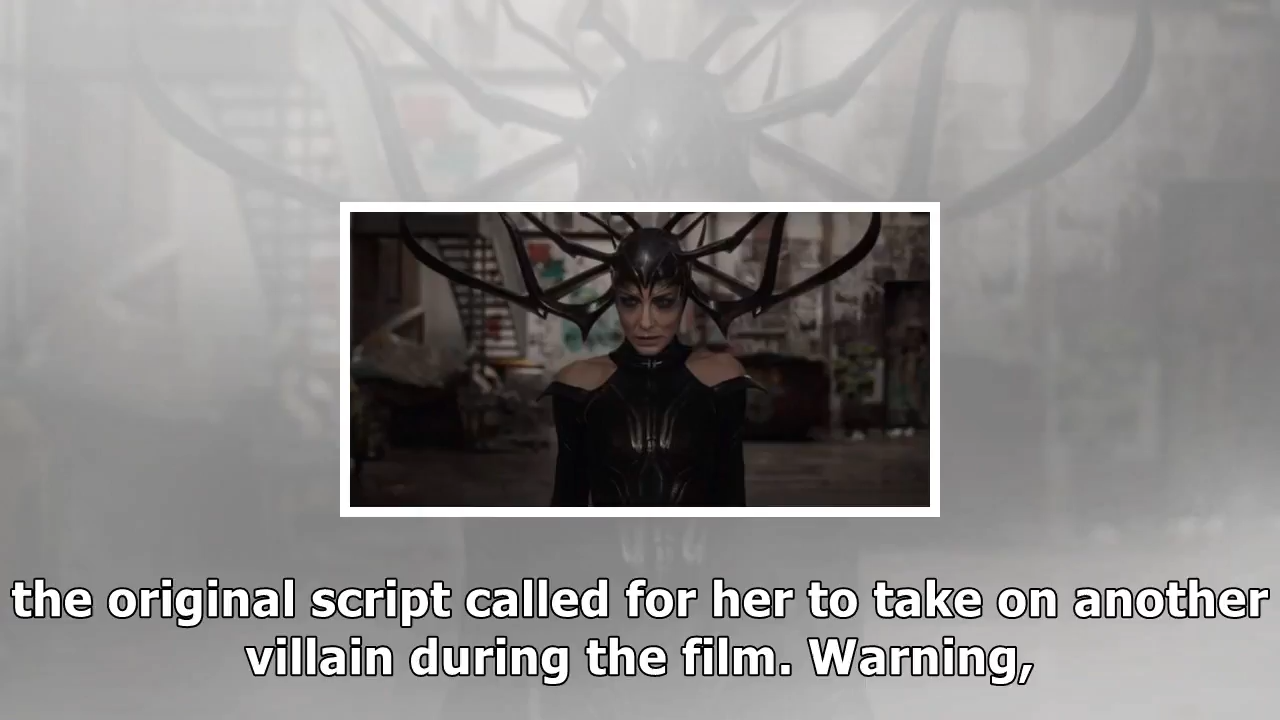 the original script called for her to take on another
villain during the film. Warning,